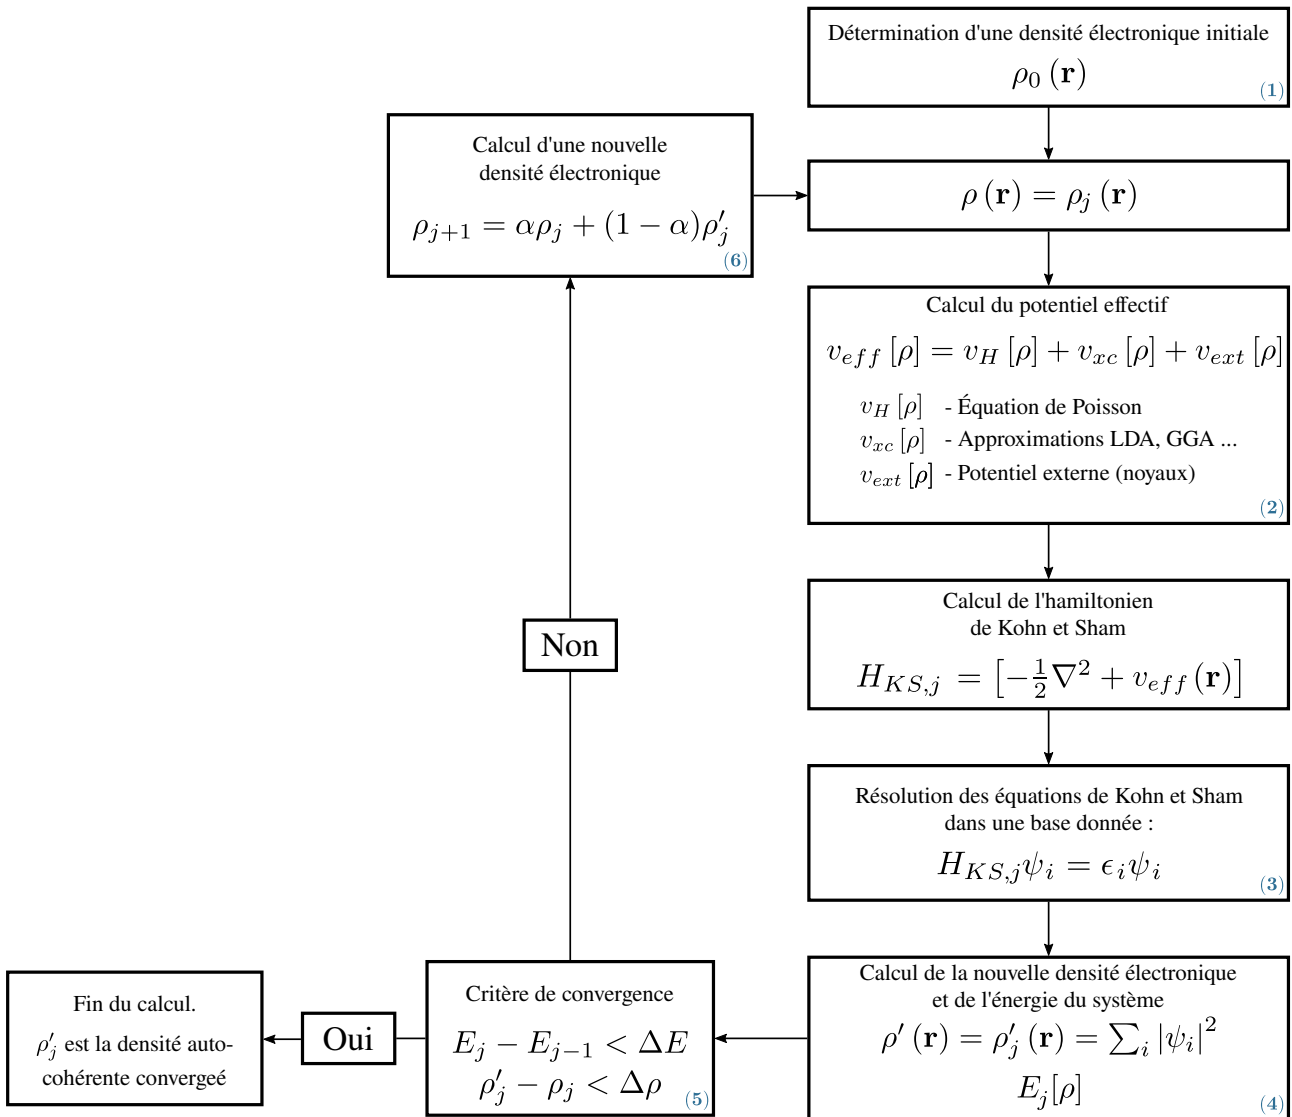 Détermination d'une densité électronique initiale
ρ₀ (𝐫)
(1)
Calcul d'une nouvelle
densité électronique
ρ_{j+1} = αρ_j + (1 − α)ρ′_j
(6)
ρ (𝐫) = ρ_j (𝐫)
Calcul du potentiel effectif
v_{eff} [ρ] = v_H [ρ] + v_{xc} [ρ] + v_{ext} [ρ]
v_H [ρ] - Équation de Poisson
v_{xc} [ρ] - Approximations LDA, GGA ...
v_{ext} [ρ] - Potentiel externe (noyaux)
(2)
Calcul de l'hamiltonien
de Kohn et Sham
H_{KS,j} = [−½∇² + v_{eff} (𝐫)]
Non
Résolution des équations de Kohn et Sham
dans une base donnée :
H_{KS,j}ψ_i = ϵ_iψ_i
(3)
Calcul de la nouvelle densité électronique
et de l'énergie du système
ρ′ (𝐫) = ρ′_j (𝐫) = ∑_i |ψ_i|²
E_j[ρ]
(4)
Critère de convergence
E_j − E_{j−1} < ΔE
ρ′_j − ρ_j < Δρ
(5)
Oui
Fin du calcul.
ρ′_j est la densité auto-
cohérente convergeé